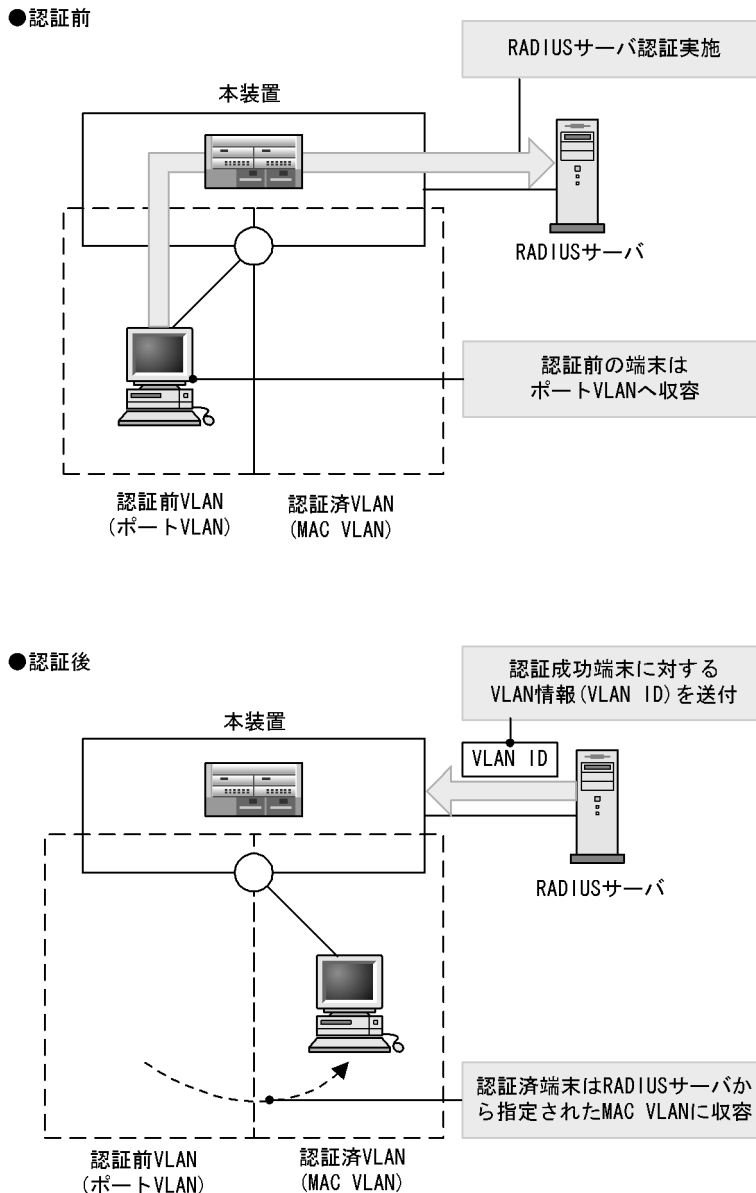 ●認証前
RADIUSサーバ認証実施
本装置
RADIUSサーバ
認証前の端末は
ポートVLANへ収容
認証前VLAN
(ポートVLAN)
認証済VLAN
(MAC VLAN)
●認証後
認証成功端末に対する
VLAN情報(VLAN ID)を送付
本装置
VLAN ID
RADIUSサーバ
認証済端末はRADIUSサーバか
ら指定されたMAC VLANに収容
認証前VLAN
(ポートVLAN)
認証済VLAN
(MAC VLAN)